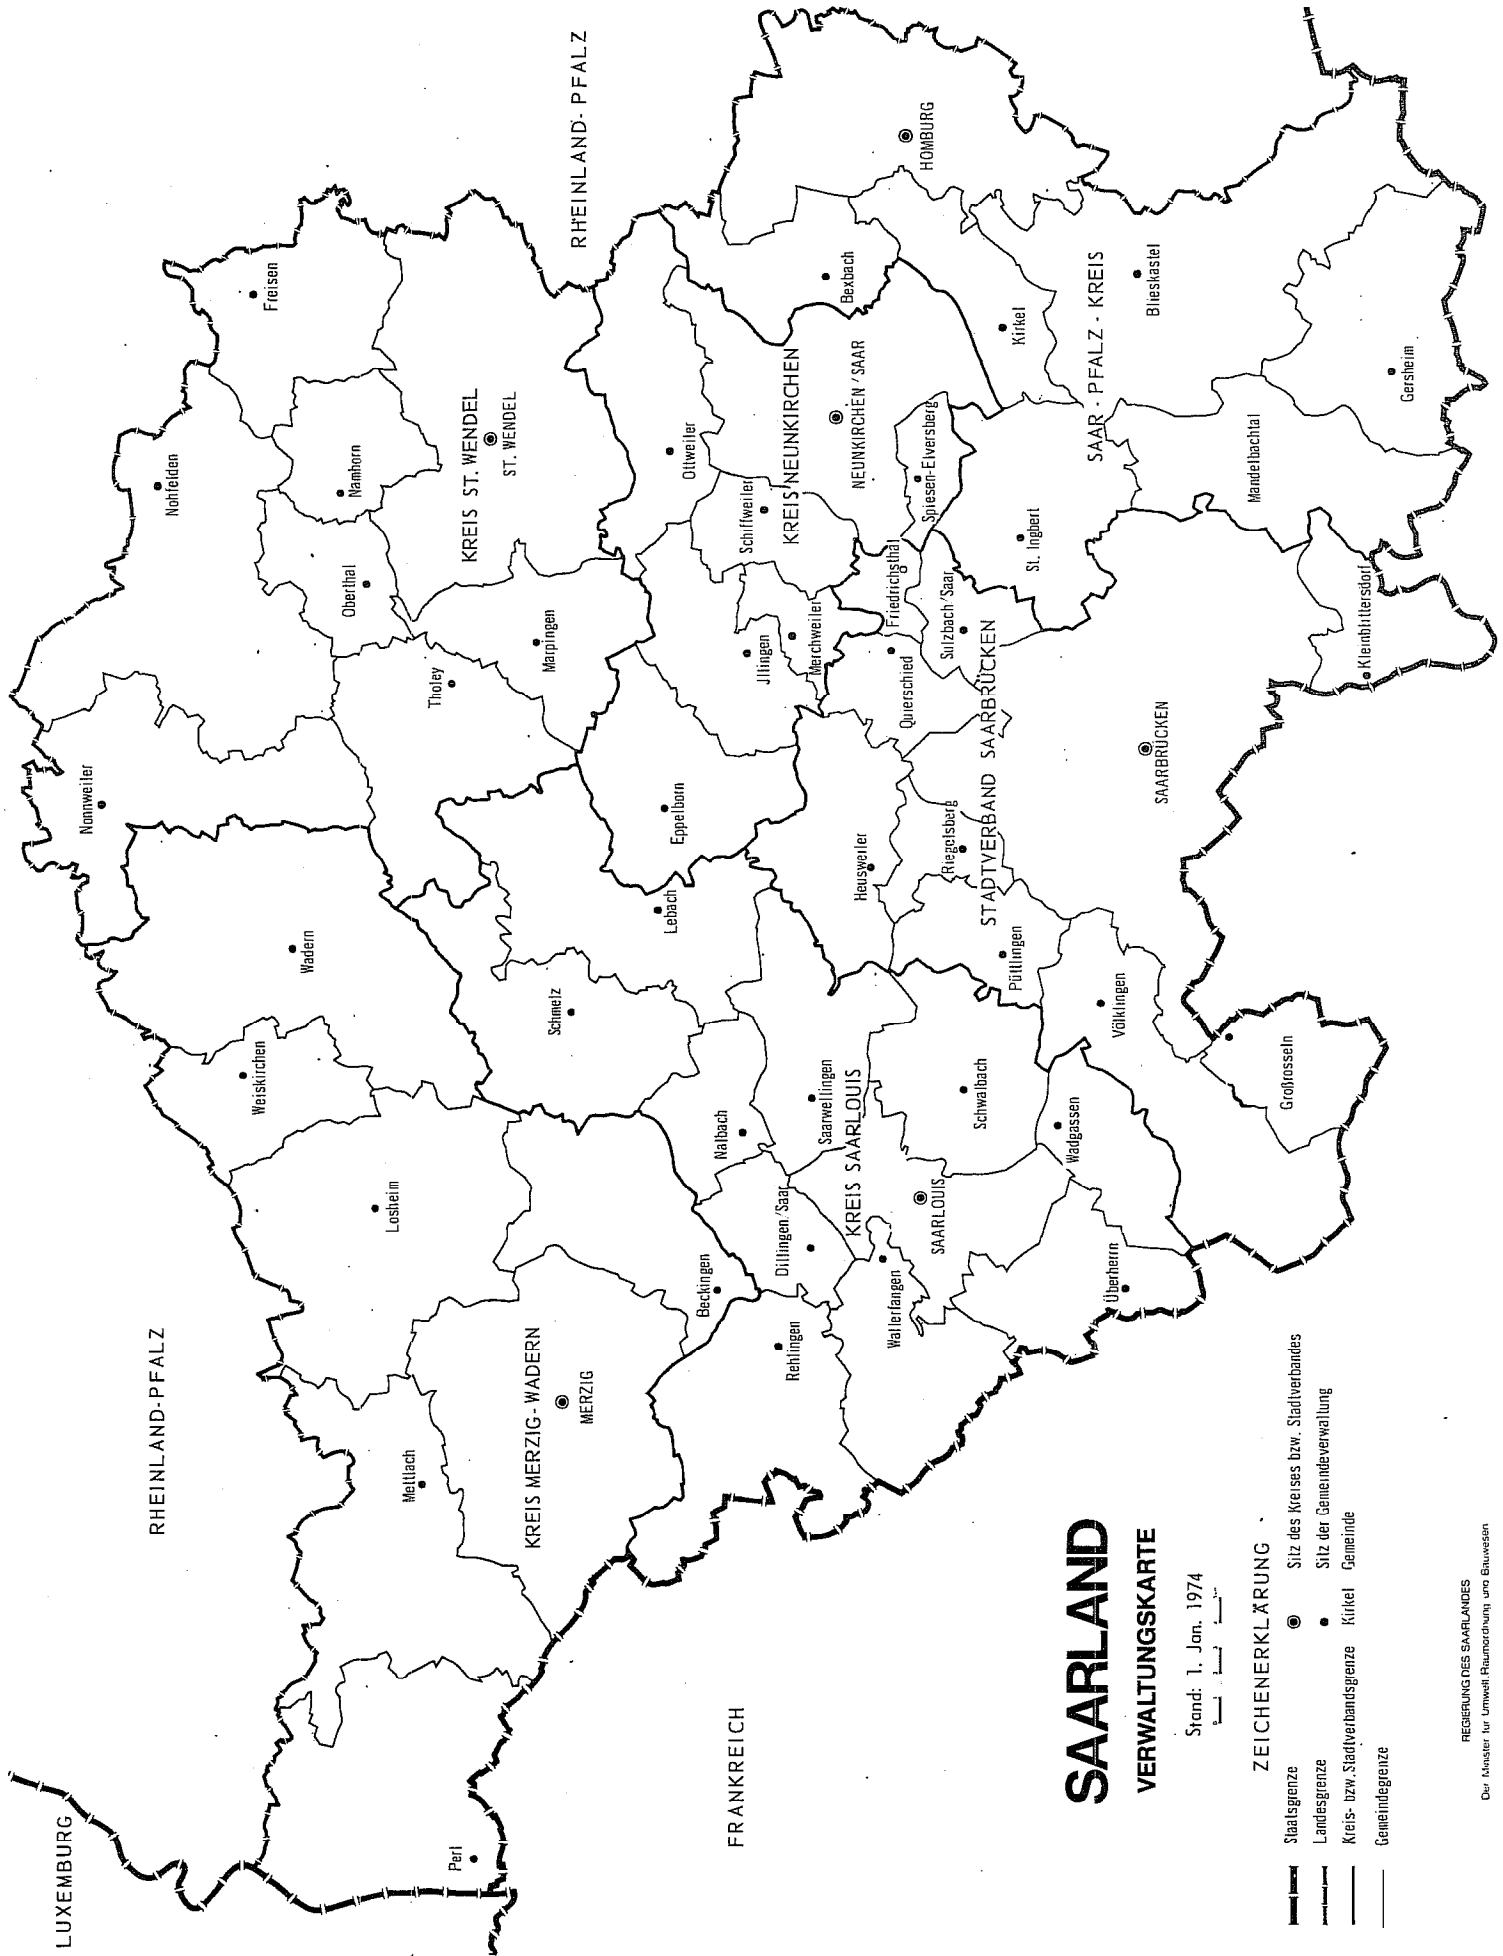 LUXEMBURG
RHEINLAND-PFALZ
RHEINLAND-PFALZ
FRANKREICH
Perl
Mettlach
KREIS MERZIG-WADERN
MERZIG
Losheim
Weiskirchen
Wadern
Beckingen
Nonnweiler
Nohfelden
Freisen
Namborn
Oberthal
Tholey
KREIS ST. WENDEL
ST. WENDEL
Marpingen
Schmelz
Lebach
Nalbach
Saarwellingen
KREIS SAARLOUIS
Dillingen/Saar
Rehlingen
Wallerfangen
SAARLOUIS
Schwalbach
Wadgassen
Überherrn
Eppelborn
Illingen
Merchweiler
Schiffweiler
Ottweiler
KREIS NEUNKIRCHEN
NEUNKIRCHEN/SAAR
Spiesen-Elversberg
Heusweiler
Riegelsberg
Püttlingen
Völklingen
Großrosseln
Quierschied
Friedrichsthal
Sulzbach/Saar
STADTVERBAND SAARBRÜCKEN
SAARBRÜCKEN
Kleinblittersdorf
Bexbach
HOMBURG
Kirkel
SAAR-PFALZ-KREIS
St. Ingbert
Blieskastel
Mandelbachtal
Gersheim
SAARLAND
VERWALTUNGSKARTE
Stand: 1. Jan. 1974
ZEICHENERKLÄRUNG
Staatsgrenze
Landesgrenze
Kreis- bzw. Stadtverbandsgrenze
Gemeindegrenze
Sitz des Kreises bzw. Stadtverbandes
Sitz der Gemeindeverwaltung
Kirkel Gemeinde
REGIERUNG DES SAARLANDES
Der Minister für Umwelt, Raumordnung und Bauwesen